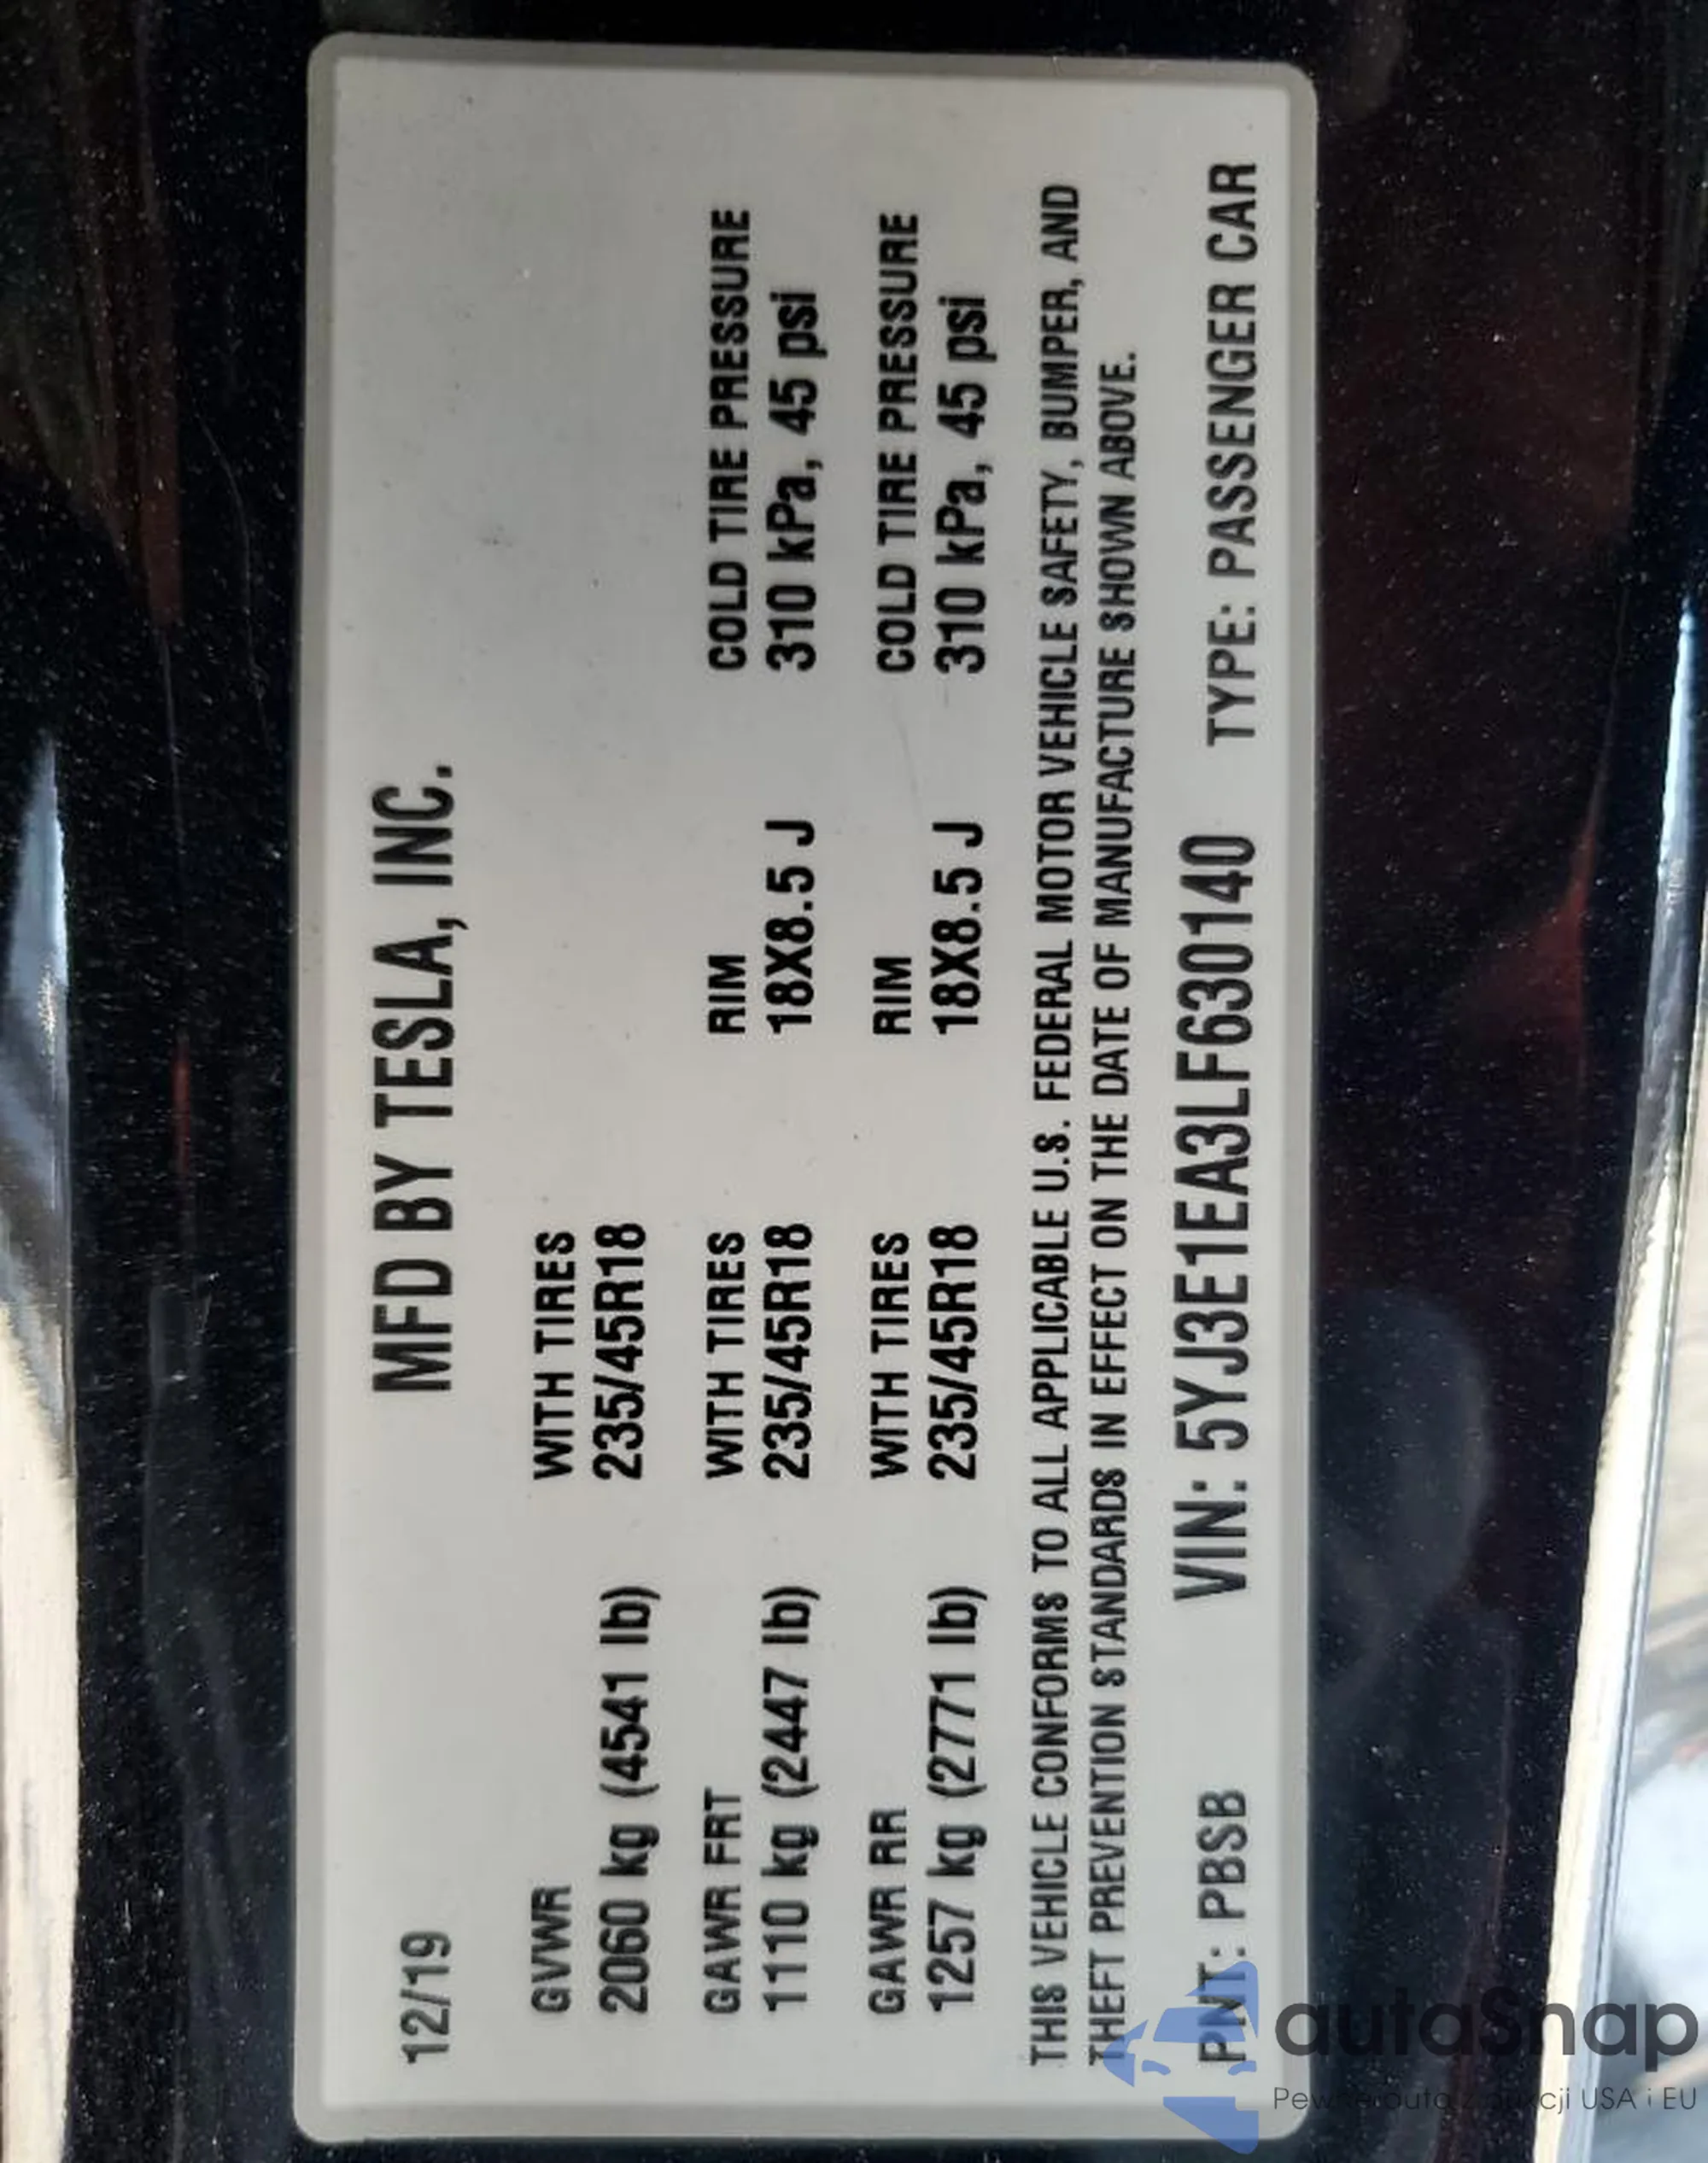 12/19 MFD BY TESLA, INC.
GVWR WITH TIRES
2060 kg (4541 lb) 235/45R18
GAWR FRT WITH TIRES RIM COLD TIRE PRESSURE
1110 kg (2447 lb) 235/45R18 18X8.5 J 310 kPa, 45 psi
GAWR RR WITH TIRES RIM COLD TIRE PRESSURE
1257 kg (2771 lb) 235/45R18 18X8.5 J 310 kPa, 45 psi
THIS VEHICLE CONFORMS TO ALL APPLICABLE U.S. FEDERAL MOTOR VEHICLE SAFETY, BUMPER, AND
THEFT PREVENTION STANDARDS IN EFFECT ON THE DATE OF MANUFACTURE SHOWN ABOVE.
PNT: PBSB VIN: 5YJ3E1EA3LF630140 TYPE: PASSENGER CAR
autaSnap
USA i EU